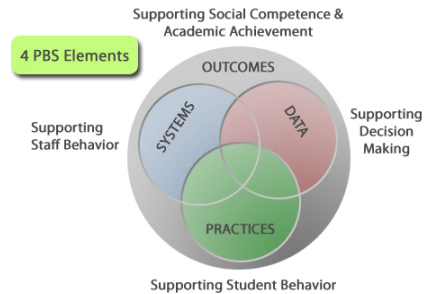 Supporting Social Competence &
Academic Achievement
4 PBS Elements
OUTCOMES
SYSTEMS
DATA
Supporting
Staff Behavior
Supporting
Decision
Making
PRACTICES
Supporting Student Behavior